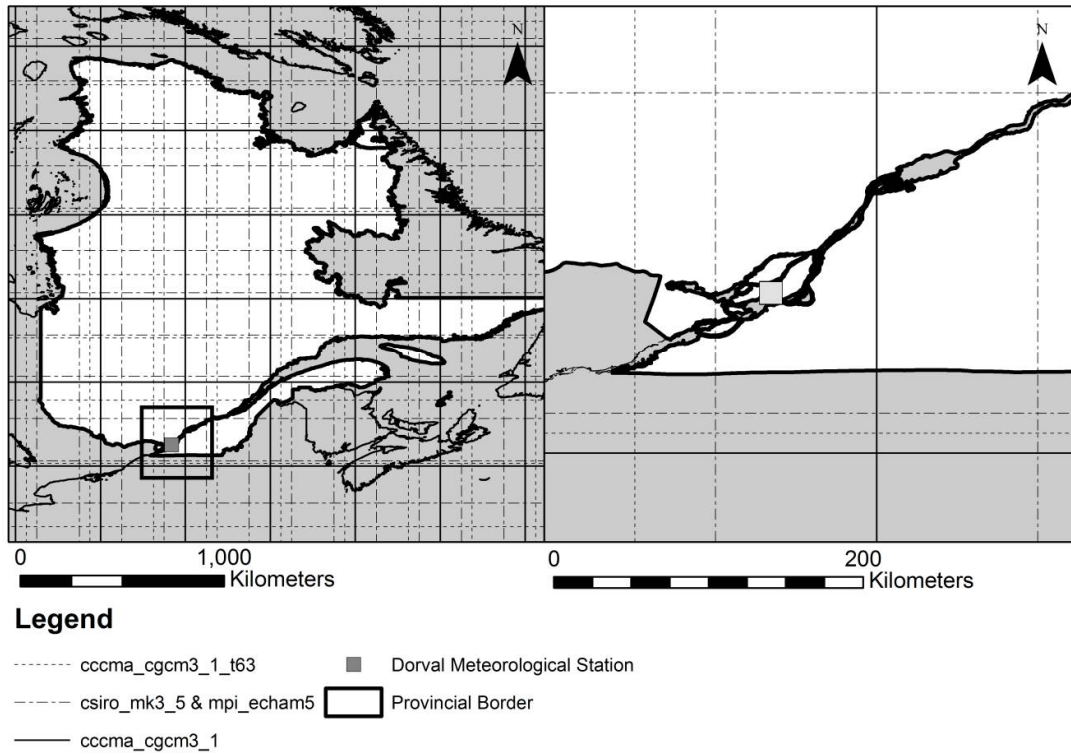 N
N
0 1,000
Kilometers
0 200
Kilometers
Legend
cccma_cgcm3_1_t63
Dorval Meteorological Station
csiro_mk3_5 & mpi_echam5
Provincial Border
cccma_cgcm3_1